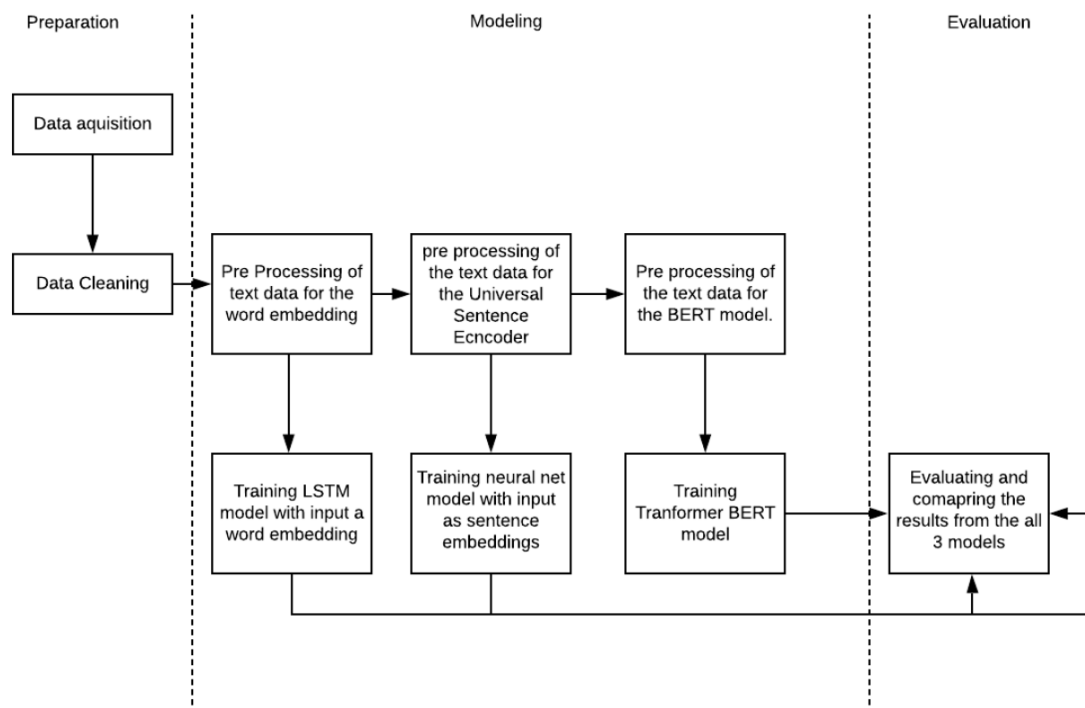 Preparation
Modeling
Evaluation
Data aquisition
Data Cleaning
Pre Processing of
text data for the
word embedding
pre processing of
the text data for
the Universal
Sentence
Ecncoder
Pre processing of
the text data for
the BERT model.
Training LSTM
model with input a
word embedding
Training neural net
model with input
as sentence
embeddings
Training
Tranformer BERT
model
Evaluating and
comapring the
results from the all
3 models